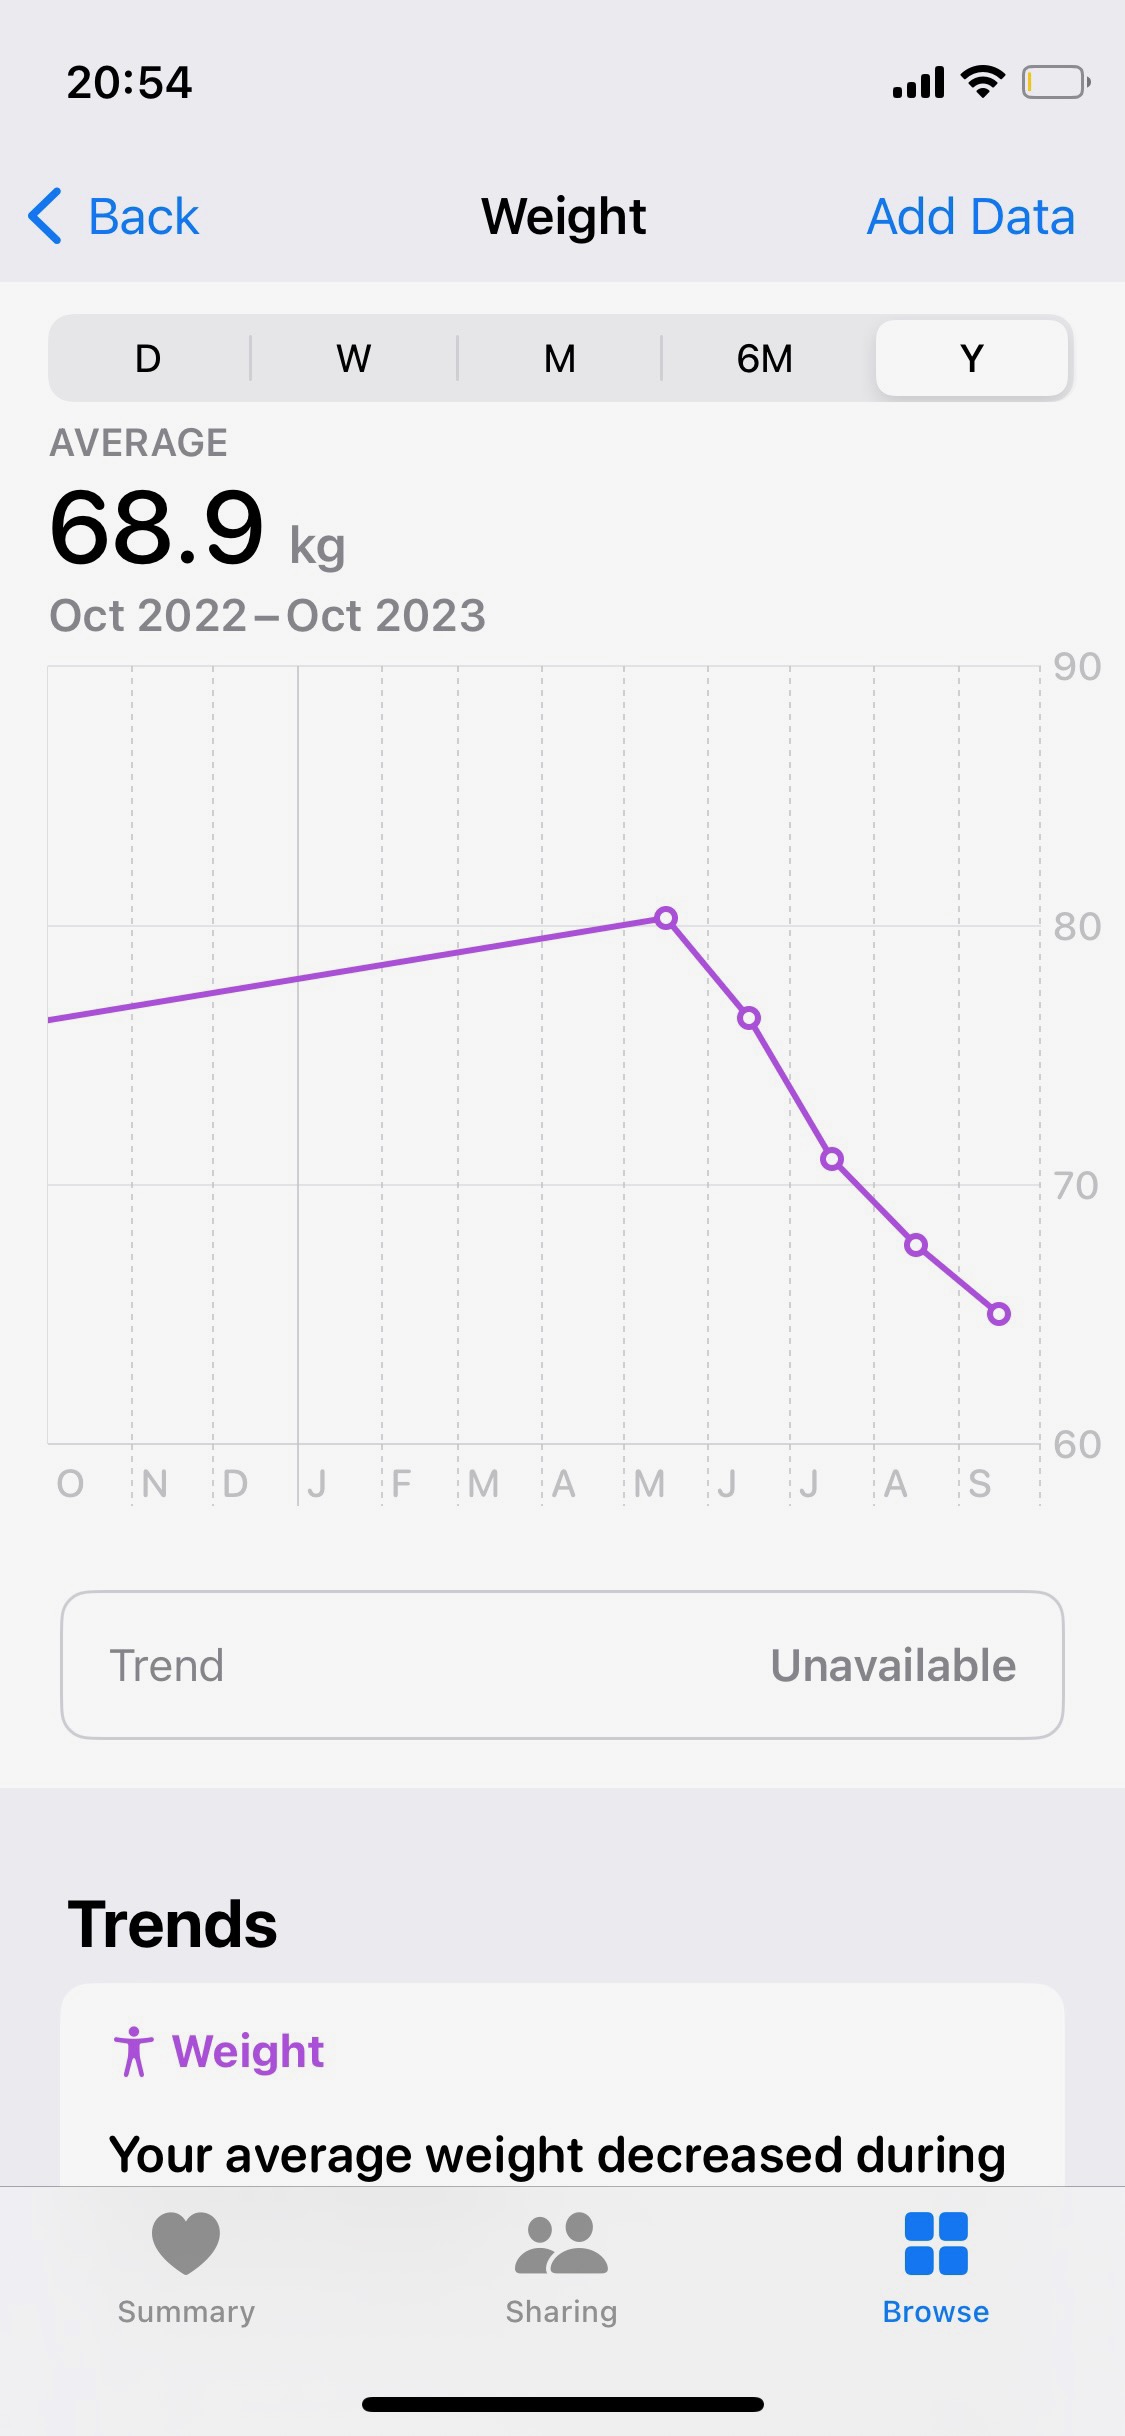 20:54
Back Weight Add Data
D W M 6M Y
AVERAGE
68.9 kg
Oct 2022–Oct 2023
90
80
70
60
O N D J F M A M J J A S
Trend Unavailable
Trends
Weight
Your average weight decreased during
Summary Sharing Browse